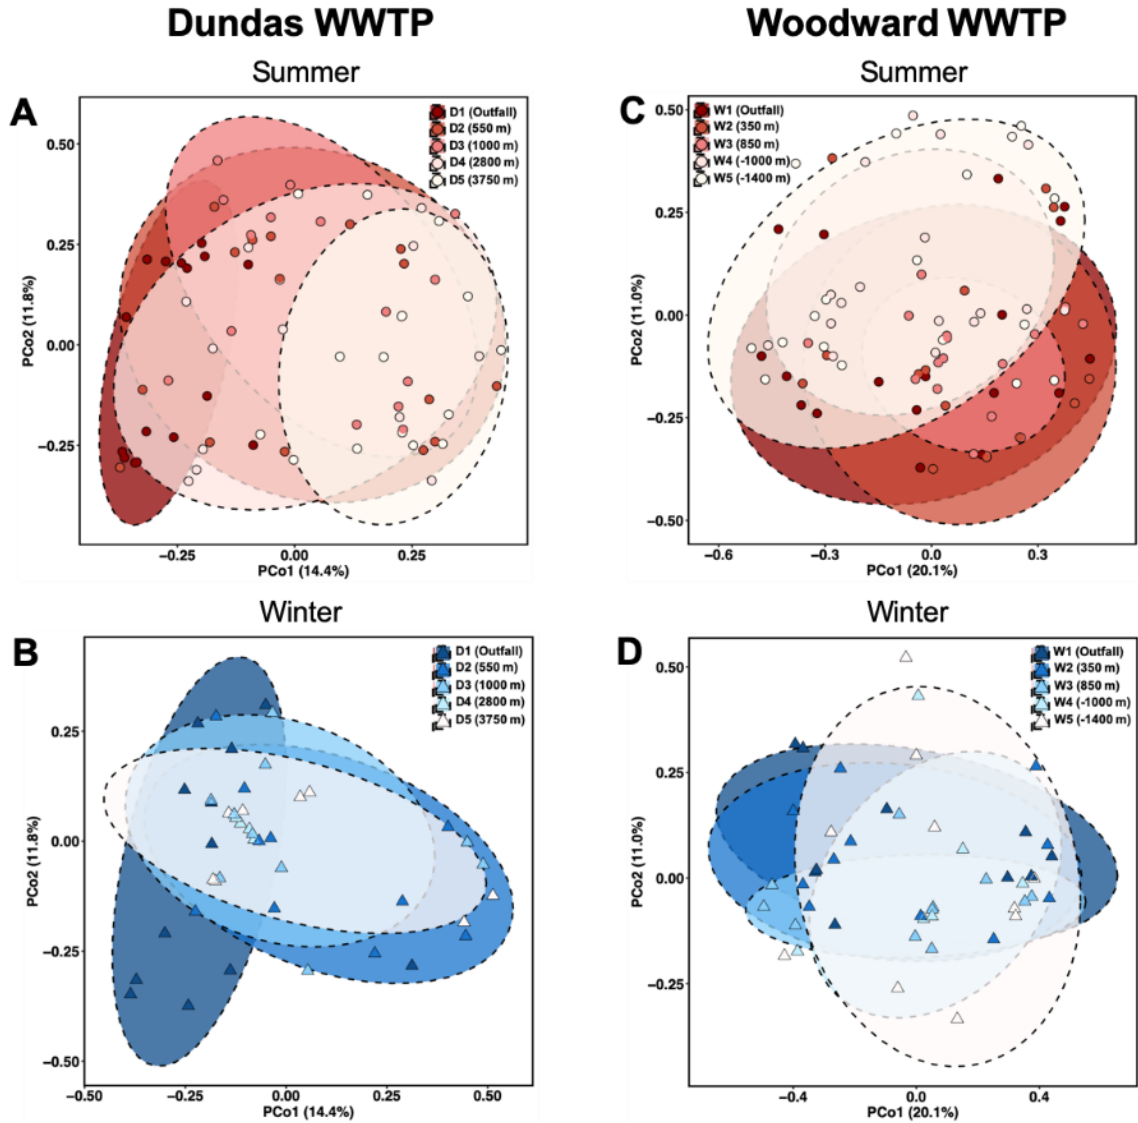 Dundas WWTP
Woodward WWTP
Summer
Summer
A
D1 (Outfall)
D2 (550 m)
D3 (1000 m)
D4 (2800 m)
D5 (3750 m)
0.50
0.25
0.00
−0.25
PCo2 (11.8%)
−0.25
0.00
0.25
PCo1 (14.4%)
C
W1 (Outfall)
W2 (350 m)
W3 (850 m)
W4 (-1000 m)
W5 (-1400 m)
0.50
0.25
0.00
−0.25
−0.50
PCo2 (11.0%)
−0.6
−0.3
0.0
0.3
PCo1 (20.1%)
Winter
Winter
B
D1 (Outfall)
D2 (550 m)
D3 (1000 m)
D4 (2800 m)
D5 (3750 m)
0.25
0.00
−0.25
−0.50
PCo2 (11.8%)
−0.50
−0.25
0.00
0.25
0.50
PCo1 (14.4%)
D
W1 (Outfall)
W2 (350 m)
W3 (850 m)
W4 (-1000 m)
W5 (-1400 m)
0.50
0.25
0.00
−0.25
PCo2 (11.0%)
−0.4
0.0
0.4
PCo1 (20.1%)